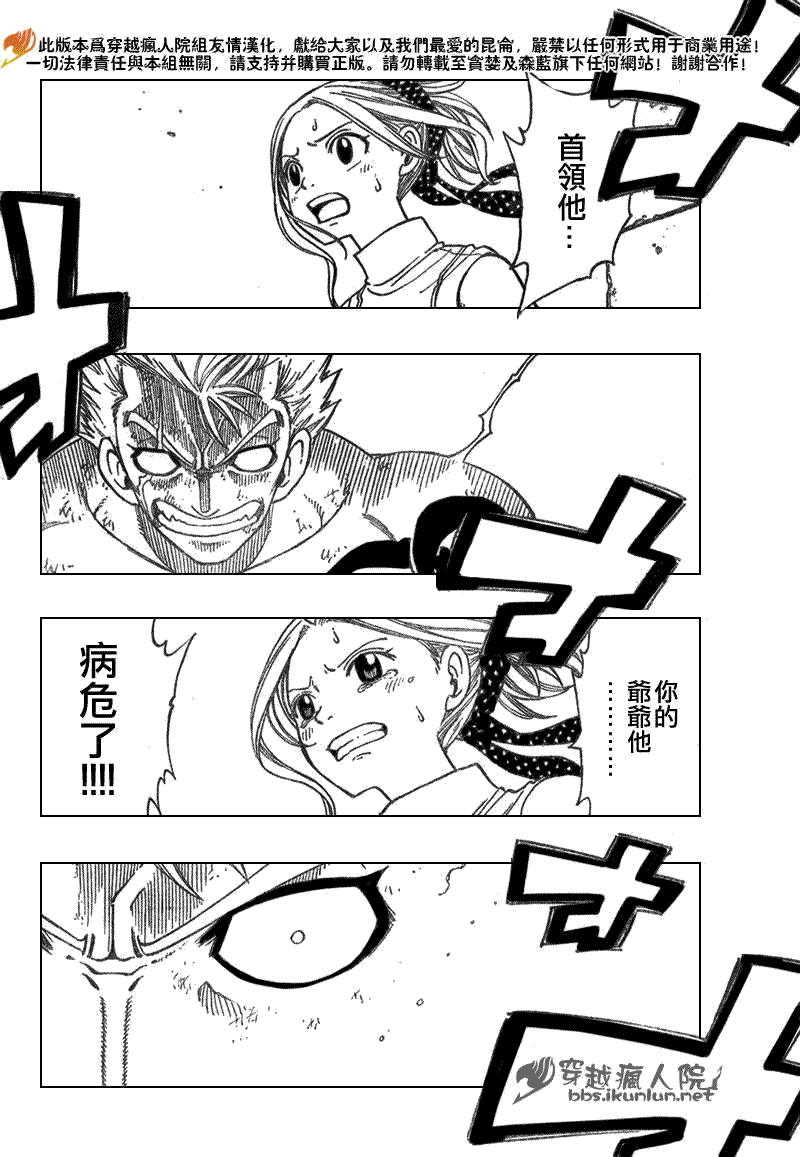 此版本爲穿越瘋人院組友情漢化，獻給大家以及我們最愛的昆侖，嚴禁以任何形式用于商業用途！
一切法律責任與本組無關，請支持并購買正版。請勿轉載至貪婪及森藍旗下任何網站！謝謝合作！
首領他…
你的
爺爺他
………
病危了!!!!
穿越瘋人院
bbs.ikunlun.net